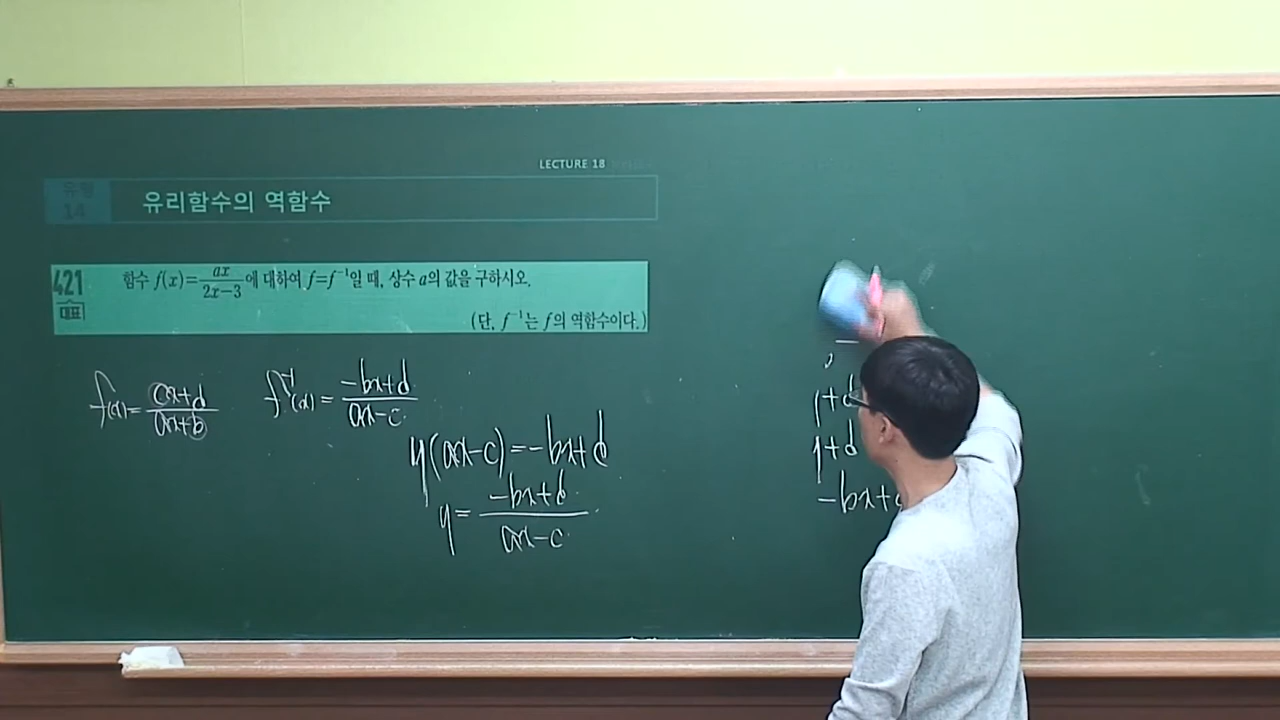 LECTURE 18
유형 14
유리함수의 역함수
421 대표
함수 f(x)=ax/(2x-3)에 대하여 f=f⁻¹일 때, 상수 a의 값을 구하시오.
(단, f⁻¹는 f의 역함수이다.)
f(x)=(cx+d)/(ax+b) f⁻¹(x)=(-bx+d)/(ax-c)
y(ax-c)=-bx+d
y=(-bx+d)/(ax-c)
y+d
y+d
-bx+